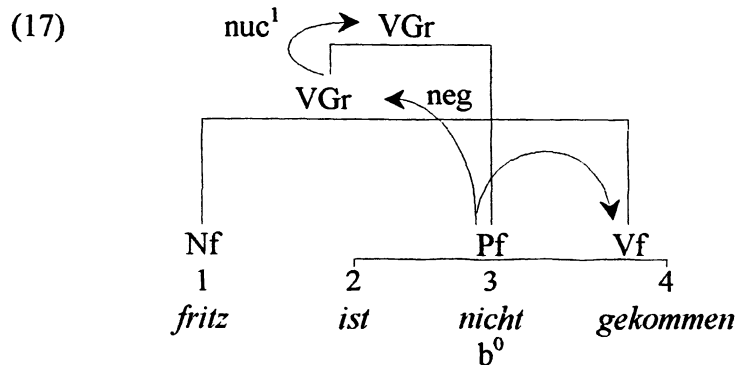 (17)
nuc¹ VGr
VGr neg
Nf Pf Vf
1 2 3 4
fritz ist nicht gekommen
b⁰